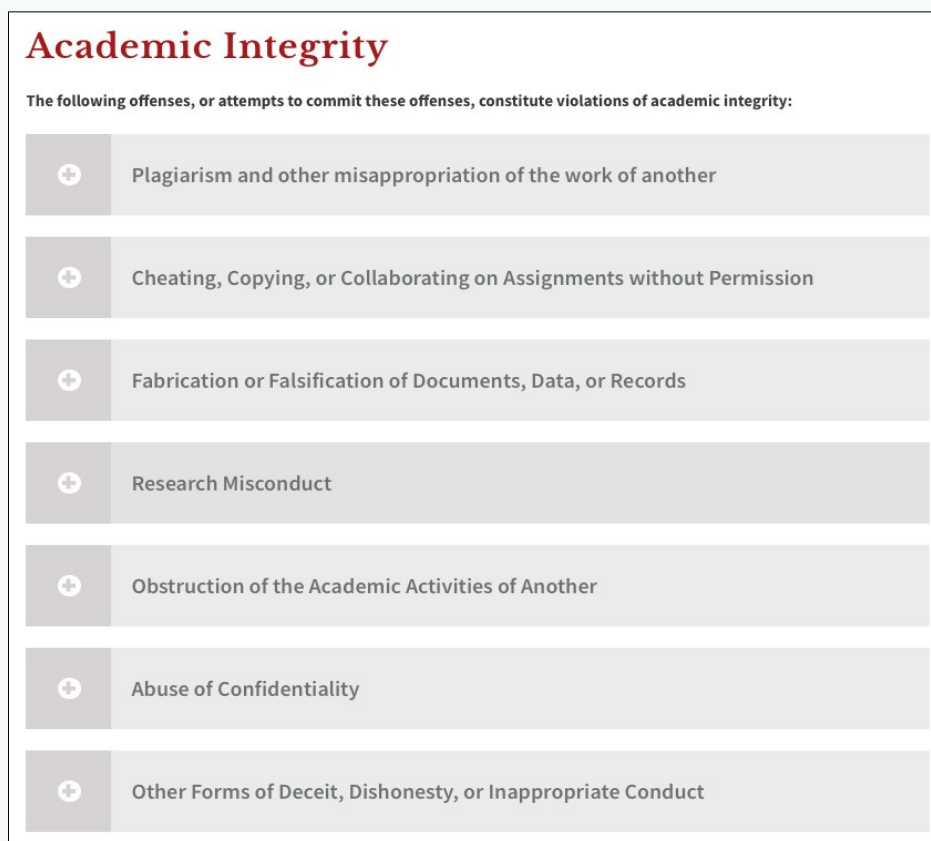 Academic Integrity
The following offenses, or attempts to commit these offenses, constitute violations of academic integrity:
Plagiarism and other misappropriation of the work of another
Cheating, Copying, or Collaborating on Assignments without Permission
Fabrication or Falsification of Documents, Data, or Records
Research Misconduct
Obstruction of the Academic Activities of Another
Abuse of Confidentiality
Other Forms of Deceit, Dishonesty, or Inappropriate Conduct